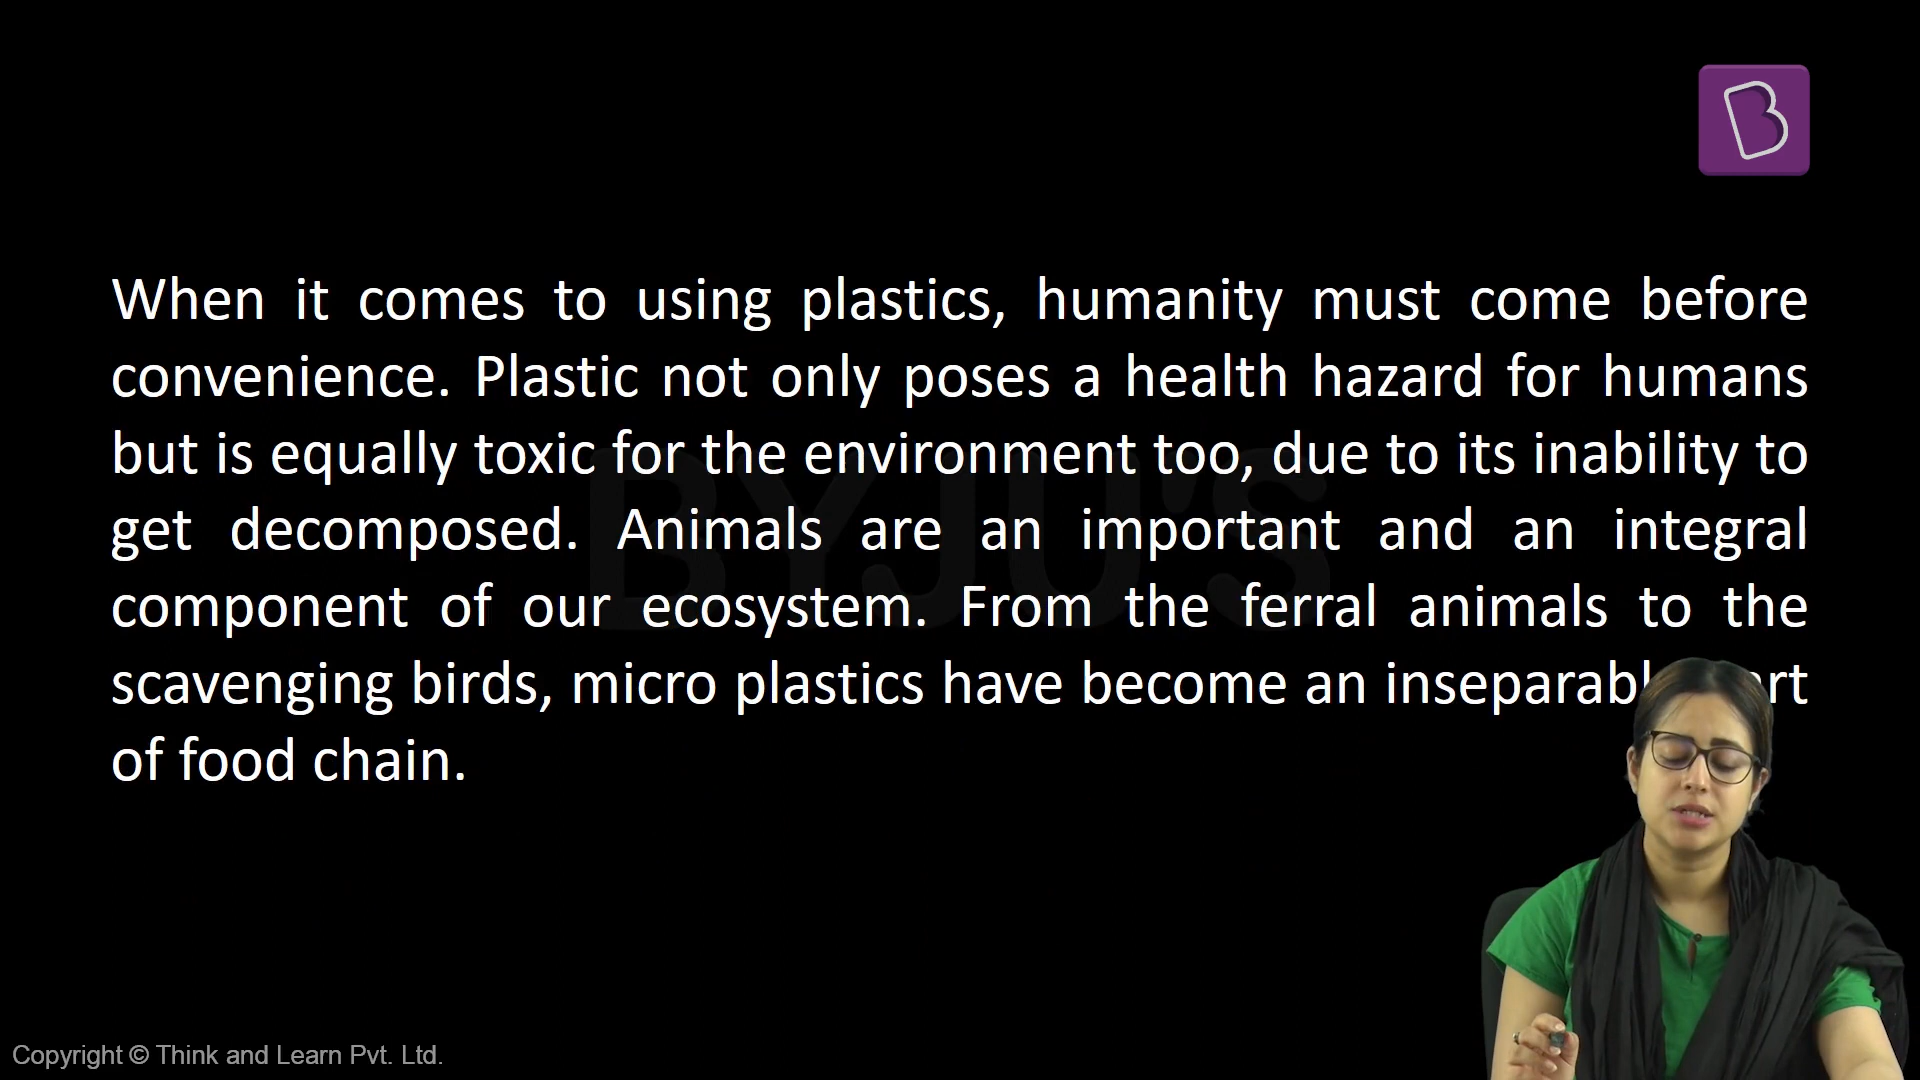 When it comes to using plastics, humanity must come before
convenience. Plastic not only poses a health hazard for humans
but is equally toxic for the environment too, due to its inability to
get decomposed. Animals are an important and an integral
component of our ecosystem. From the ferral animals to the
scavenging birds, micro plastics have become an
of food chain.
BYJU'S
Copyright © Think and Learn Pvt. Ltd.